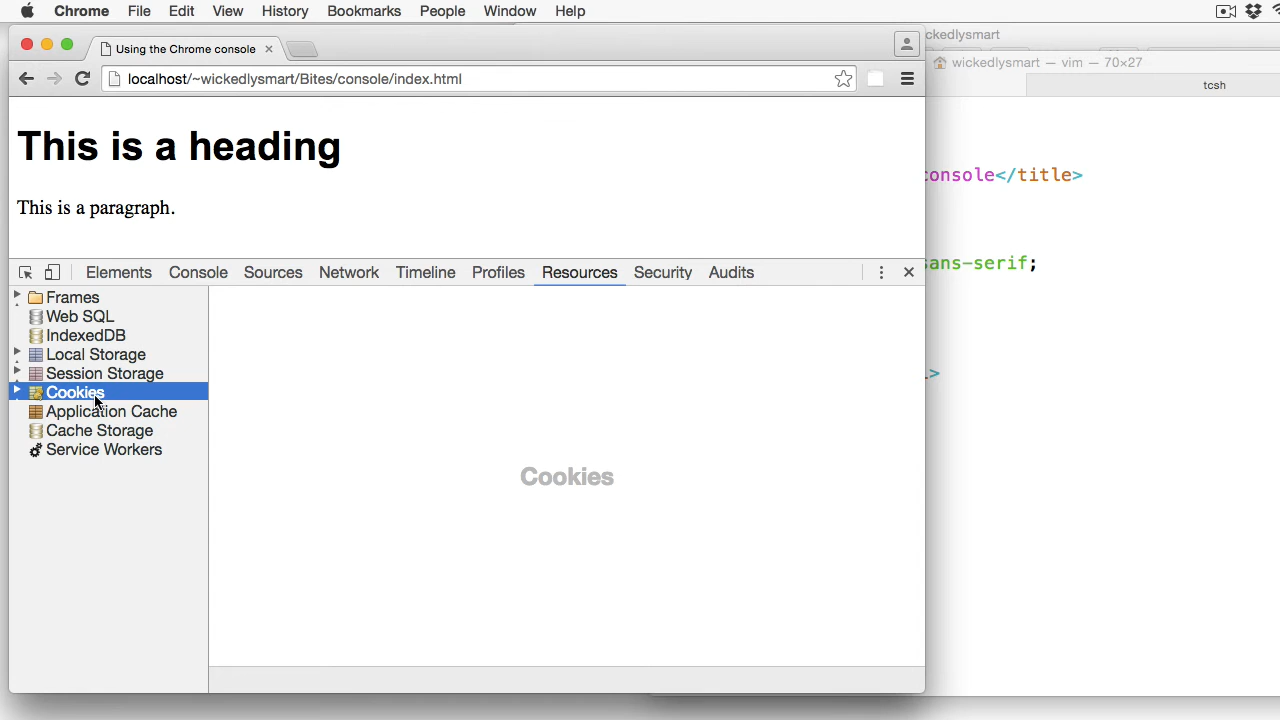 Chrome File Edit View History Bookmarks People Window Help
wickedlysmart
Using the Chrome console
wickedlysmart — vim — 70×27
localhost/~wickedlysmart/Bites/console/index.html
tcsh
This is a heading
console</title>
This is a paragraph.
sans-serif;
Elements Console Sources Network Timeline Profiles Resources Security Audits
Frames
Web SQL
IndexedDB
Local Storage
Session Storage
>
Cookies
Application Cache
Cache Storage
Service Workers
Cookies